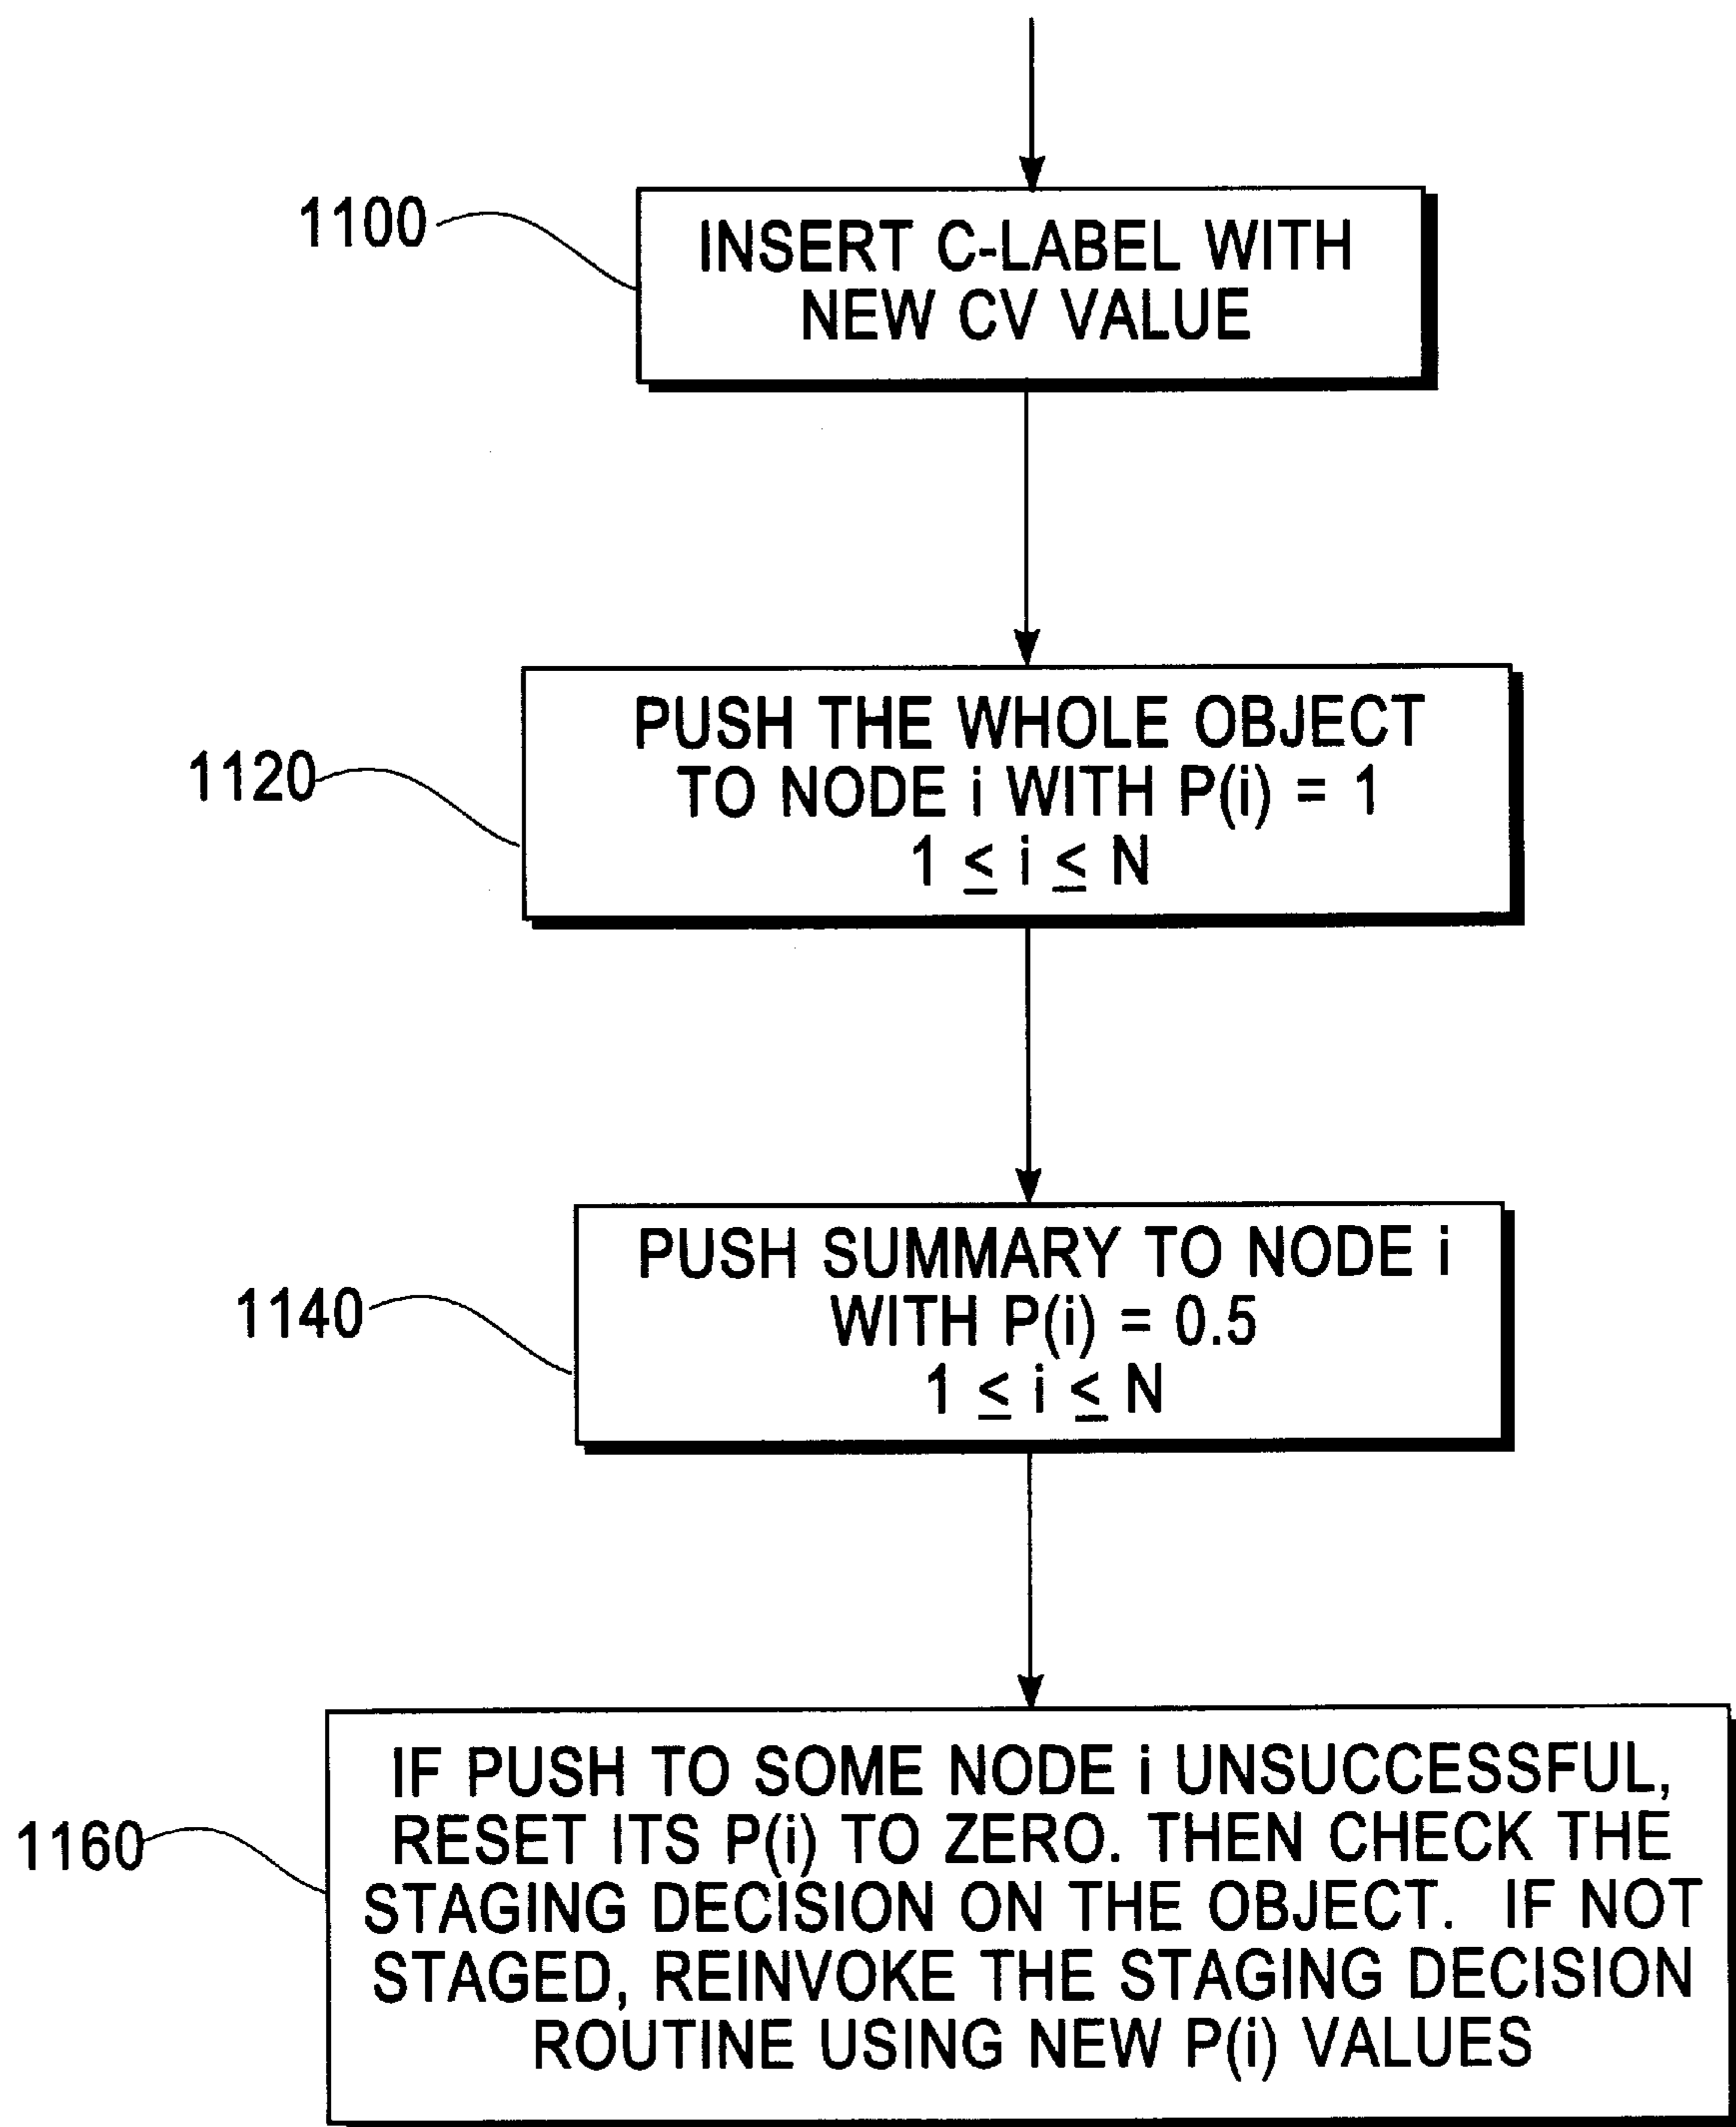 1100
INSERT C-LABEL WITH
NEW CV VALUE
1120
PUSH THE WHOLE OBJECT
TO NODE i WITH P(i) = 1
1 ≤ i ≤ N
1140
PUSH SUMMARY TO NODE i
WITH P(i) = 0.5
1 ≤ i ≤ N
1160
IF PUSH TO SOME NODE i UNSUCCESSFUL,
RESET ITS P(i) TO ZERO. THEN CHECK THE
STAGING DECISION ON THE OBJECT. IF NOT
STAGED, REINVOKE THE STAGING DECISION
ROUTINE USING NEW P(i) VALUES